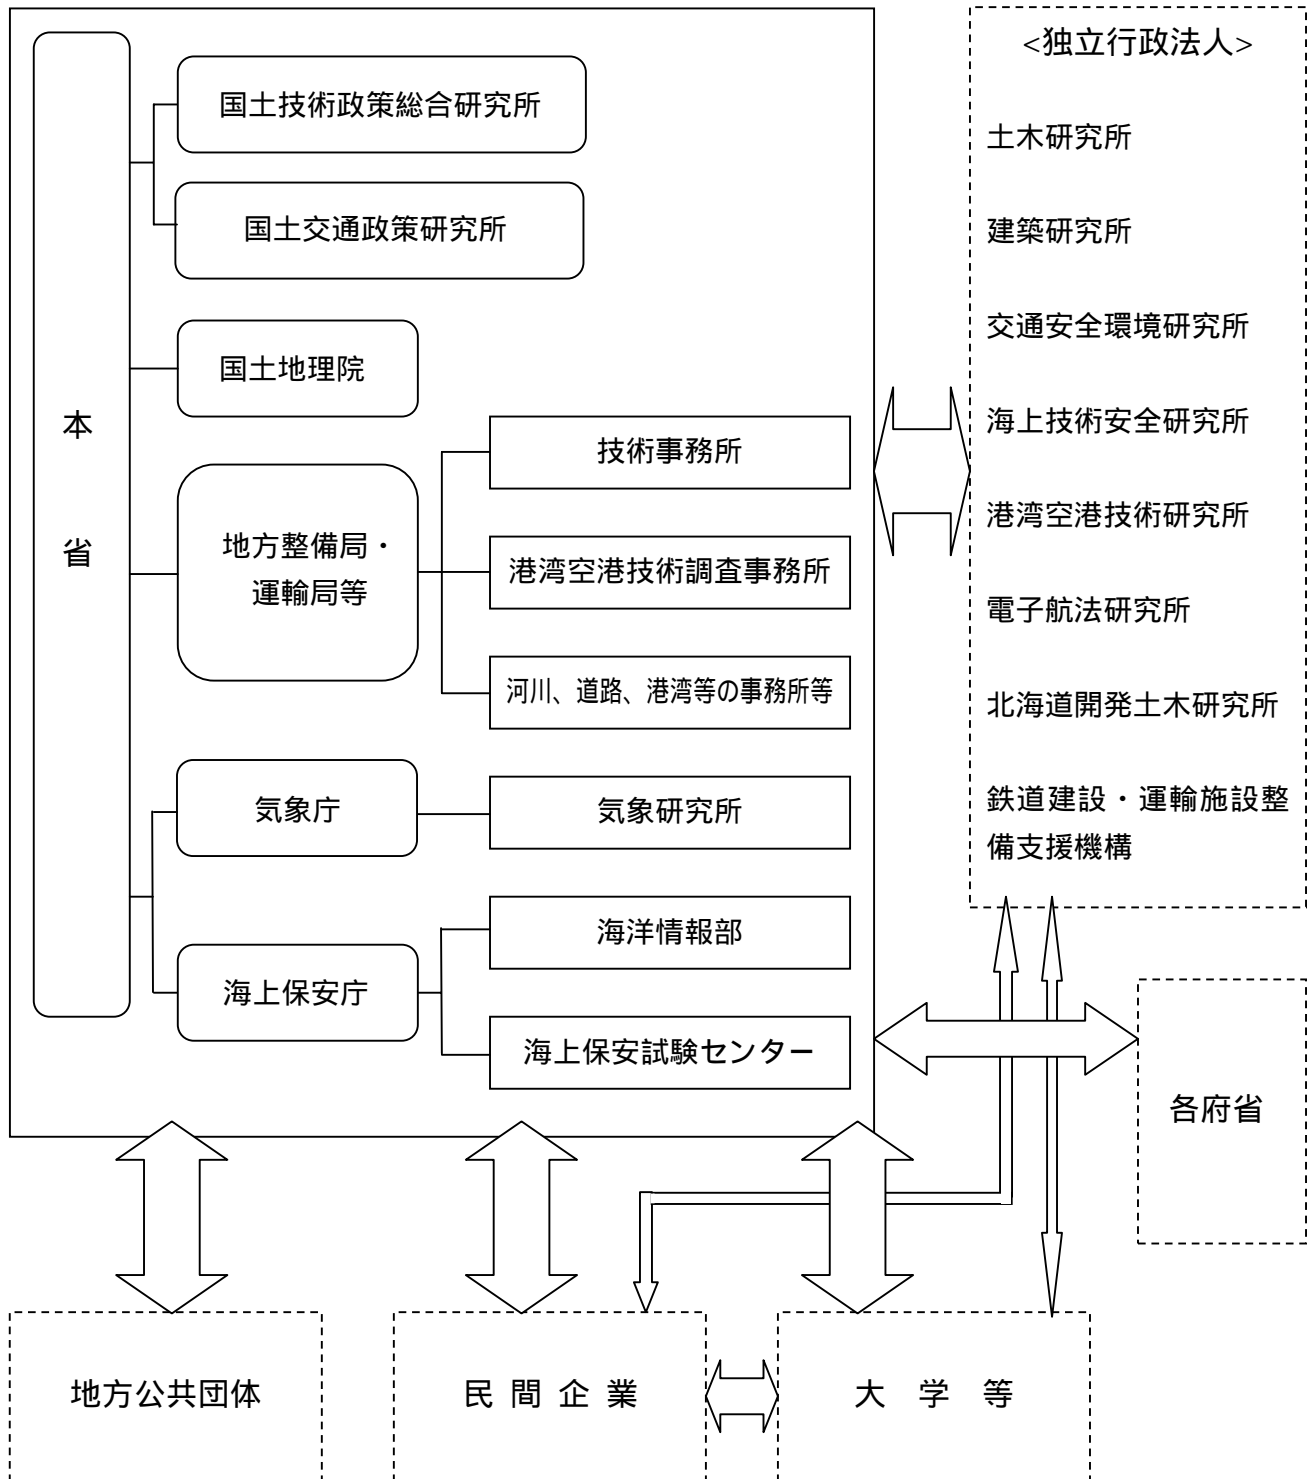 本
省
国土技術政策総合研究所
国土交通政策研究所
国土地理院
地方整備局・
運輸局等
技術事務所
港湾空港技術調査事務所
河川、道路、港湾等の事務所等
気象庁
気象研究所
海上保安庁
海洋情報部
海上保安試験センター
<独立行政法人>
土木研究所
建築研究所
交通安全環境研究所
海上技術安全研究所
港湾空港技術研究所
電子航法研究所
北海道開発土木研究所
鉄道建設・運輸施設整
備支援機構
各府省
地方公共団体
民間企業
大学等